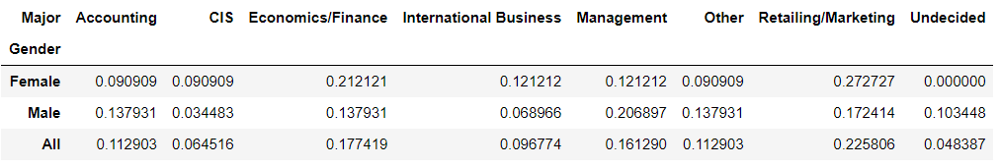 Major Accounting CIS Economics/Finance International Business Management Other Retailing/Marketing Undecided
Gender
Female 0.090909 0.090909 0.212121 0.121212 0.121212 0.090909 0.272727 0.000000
Male 0.137931 0.034483 0.137931 0.068966 0.206897 0.137931 0.172414 0.103448
All 0.112903 0.064516 0.177419 0.096774 0.161290 0.112903 0.225806 0.048387